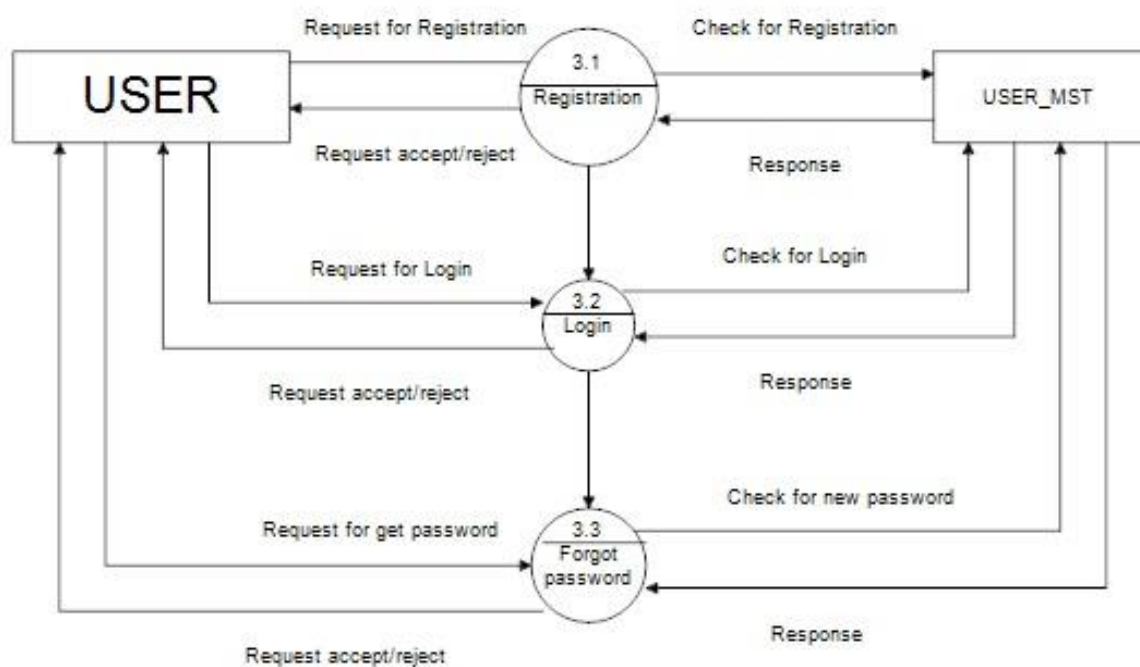 Request for Registration
Check for Registration
3.1
Registration
USER
USER_MST
Request accept/reject
Response
Request for Login
Check for Login
3.2
Login
Request accept/reject
Response
Request for get password
Check for new password
3.3
Forgot
password
Request accept/reject
Response